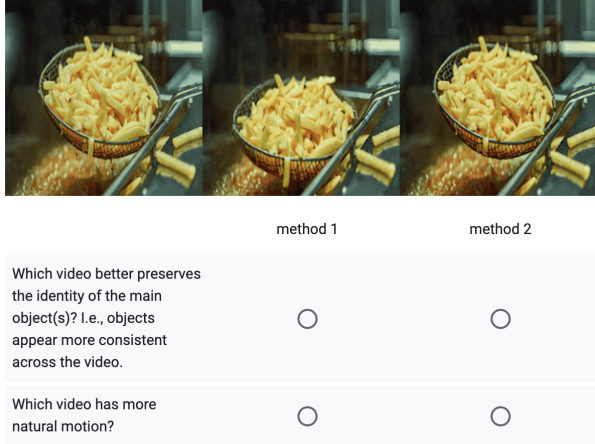 method 1
method 2
Which video better preserves
the identity of the main
object(s)? I.e., objects
appear more consistent
across the video.
Which video has more
natural motion?